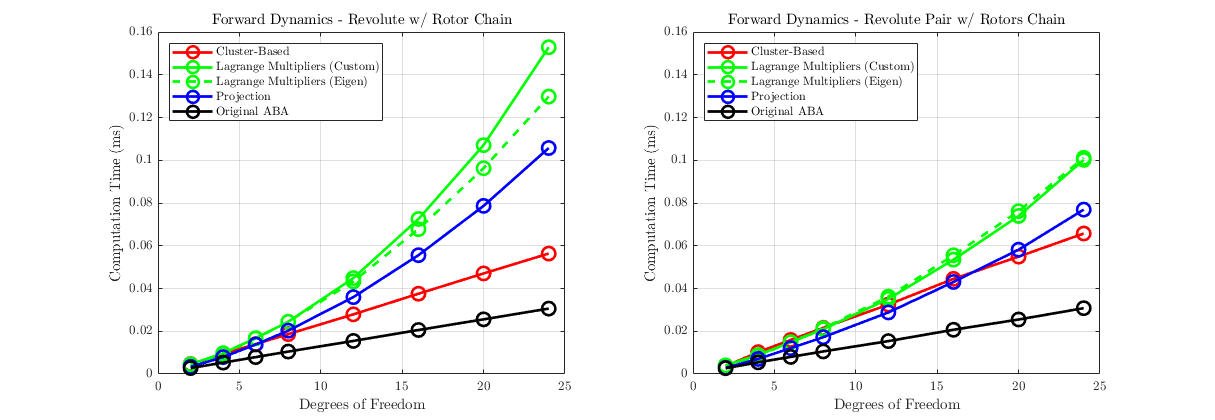 Forward Dynamics - Revolute w/ Rotor Chain
0.16
0.14
0.12
0.1
0.08
0.06
0.04
0.02
0
Computation Time (ms)
Cluster-Based
Lagrange Multipliers (Custom)
Lagrange Multipliers (Eigen)
Projection
Original ABA
0 5 10 15 20 25
Degrees of Freedom
Forward Dynamics - Revolute Pair w/ Rotors Chain
0.16
0.14
0.12
0.1
0.08
0.06
0.04
0.02
0
Computation Time (ms)
Cluster-Based
Lagrange Multipliers (Custom)
Lagrange Multipliers (Eigen)
Projection
Original ABA
0 5 10 15 20 25
Degrees of Freedom